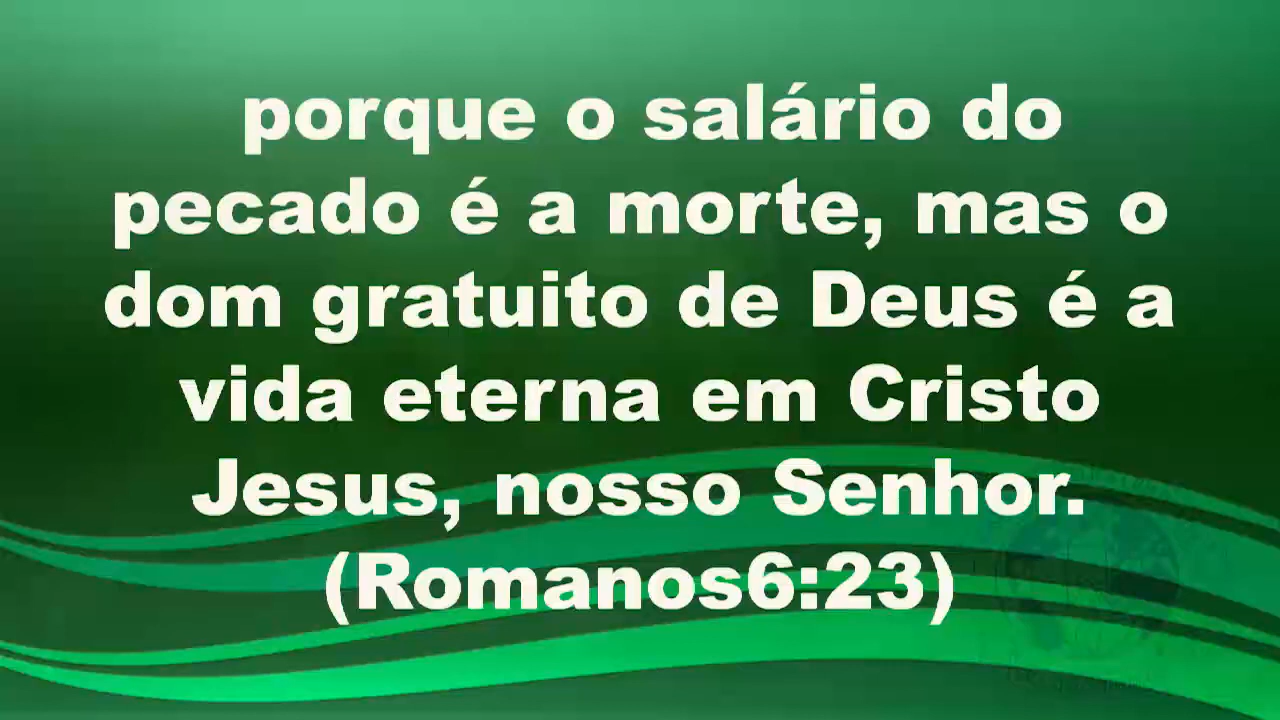 porque o salário do
pecado é a morte, mas o
dom gratuito de Deus é a
vida eterna em Cristo
Jesus, nosso Senhor.
(Romanos6:23)